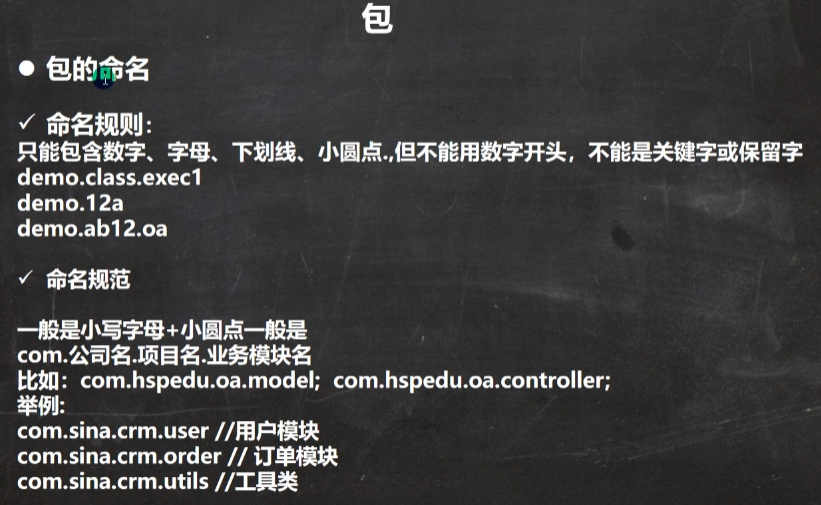 包
● 包的命名
✓ 命名规则：
只能包含数字、字母、下划线、小圆点.,但不能用数字开头，不能是关键字或保留字
demo.class.exec1
demo.12a
demo.ab12.oa
✓ 命名规范
一般是小写字母+小圆点一般是
com.公司名.项目名.业务模块名
比如：com.hspedu.oa.model; com.hspedu.oa.controller;
举例:
com.sina.crm.user //用户模块
com.sina.crm.order // 订单模块
com.sina.crm.utils //工具类